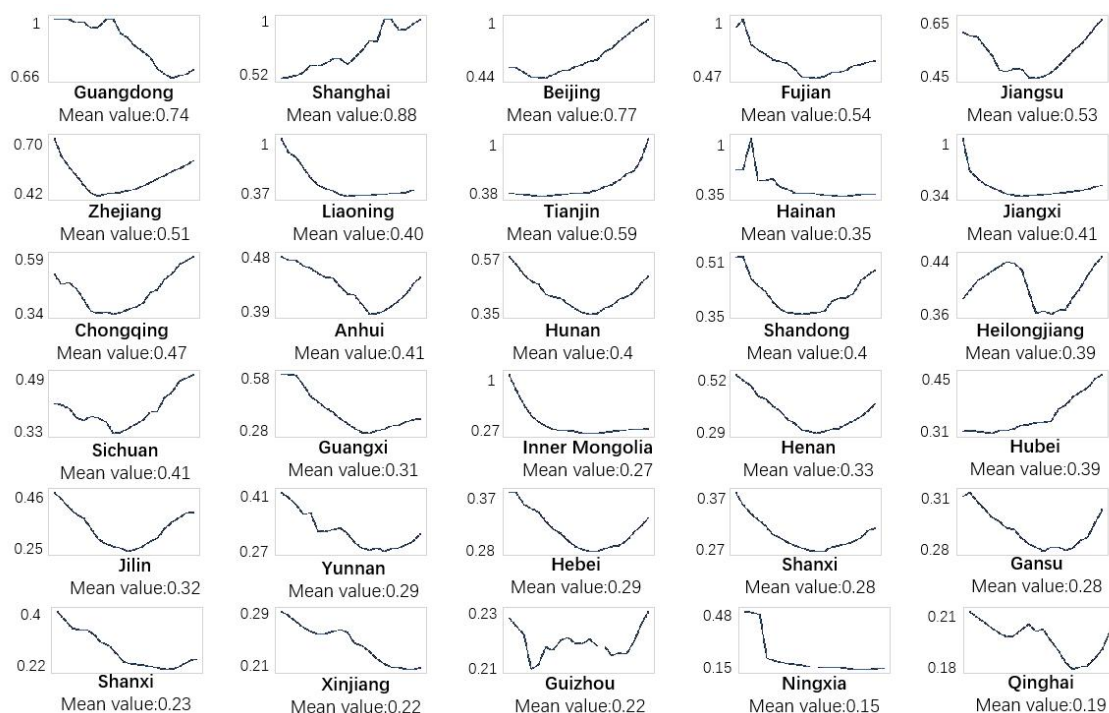 1
0.66
Guangdong
Mean value:0.74
1
0.52
Shanghai
Mean value:0.88
1
0.44
Beijing
Mean value:0.77
1
0.47
Fujian
Mean value:0.54
0.65
0.45
Jiangsu
Mean value:0.53
0.70
0.42
Zhejiang
Mean value:0.51
1
0.37
Liaoning
Mean value:0.40
1
0.38
Tianjin
Mean value:0.59
1
0.35
Hainan
Mean value:0.35
1
0.34
Jiangxi
Mean value:0.41
0.59
0.34
Chongqing
Mean value:0.47
0.48
0.39
Anhui
Mean value:0.41
0.57
0.35
Hunan
Mean value:0.4
0.51
0.35
Shandong
Mean value:0.4
0.44
0.36
Heilongjiang
Mean value:0.39
0.49
0.33
Sichuan
Mean value:0.41
0.58
0.28
Guangxi
Mean value:0.31
1
0.27
Inner Mongolia
Mean value:0.27
0.52
0.29
Henan
Mean value:0.33
0.45
0.31
Hubei
Mean value:0.39
0.46
0.25
Jilin
Mean value:0.32
0.41
0.27
Yunnan
Mean value:0.29
0.37
0.28
Hebei
Mean value:0.29
0.37
0.27
Shanxi
Mean value:0.28
0.31
0.28
Gansu
Mean value:0.28
0.4
0.22
Shanxi
Mean value:0.23
0.29
0.21
Xinjiang
Mean value:0.22
0.23
0.21
Guizhou
Mean value:0.22
0.48
0.15
Ningxia
Mean value:0.15
0.21
0.18
Qinghai
Mean value:0.19